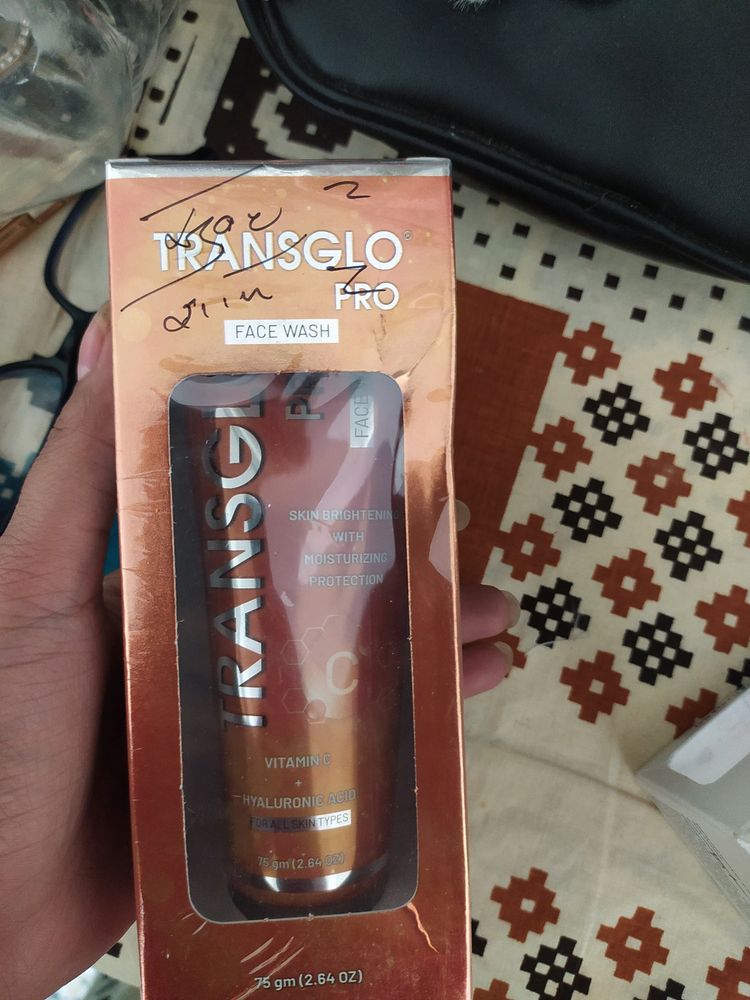 TRANSGLO®
PRO
FACE WASH
TRANSGLO
FACE
SKIN BRIGHTENING
WITH
MOISTURIZING
PROTECTION
C
VITAMIN C
+
HYALURONIC ACID
FOR ALL SKIN TYPES
75 gm (2.64 OZ)
75 gm (2.64 OZ)